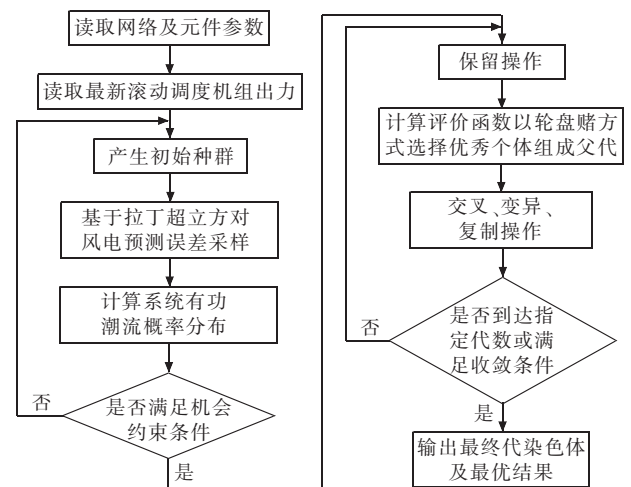 读取网络及元件参数
读取最新滚动调度机组出力
产生初始种群
基于拉丁超立方对
风电预测误差采样
计算系统有功
潮流概率分布
是否满足机会
约束条件
否
是
保留操作
计算评价函数以轮盘赌方
式选择优秀个体组成父代
交叉、变异、
复制操作
是否到达指
定代数或满
足收敛条件
否
是
输出最终代染色体
及最优结果